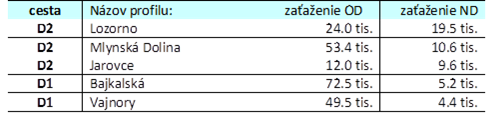 cesta Názov profilu: zaťaženie OD zaťaženie ND
D2 Lozorno 24.0 tis. 19.5 tis.
D2 Mlynská Dolina 53.4 tis. 10.6 tis.
D2 Jarovce 12.0 tis. 9.6 tis.
D1 Bajkalská 72.5 tis. 5.2 tis.
D1 Vajnory 49.5 tis. 4.4 tis.